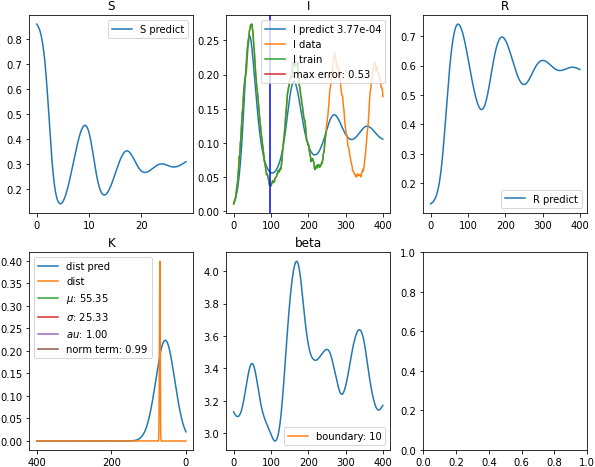 S
I
R
S predict
I predict 3.77e-04
I data
I train
max error: 0.53
R predict
0.8
0.7
0.6
0.5
0.4
0.3
0.2
0 10 20
0.25
0.20
0.15
0.10
0.05
0.00
0 100 200 300 400
0.7
0.6
0.5
0.4
0.3
0.2
0 100 200 300 400
K
beta
dist pred
dist
μ: 55.35
σ: 25.33
au: 1.00
norm term: 0.99
0.40
0.35
0.30
0.25
0.20
0.15
0.10
0.05
0.00
400 200 0
4.0
3.8
3.6
3.4
3.2
3.0
boundary: 10
0 100 200 300 400
1.0
0.8
0.6
0.4
0.2
0.0
0.0 0.2 0.4 0.6 0.8 1.0